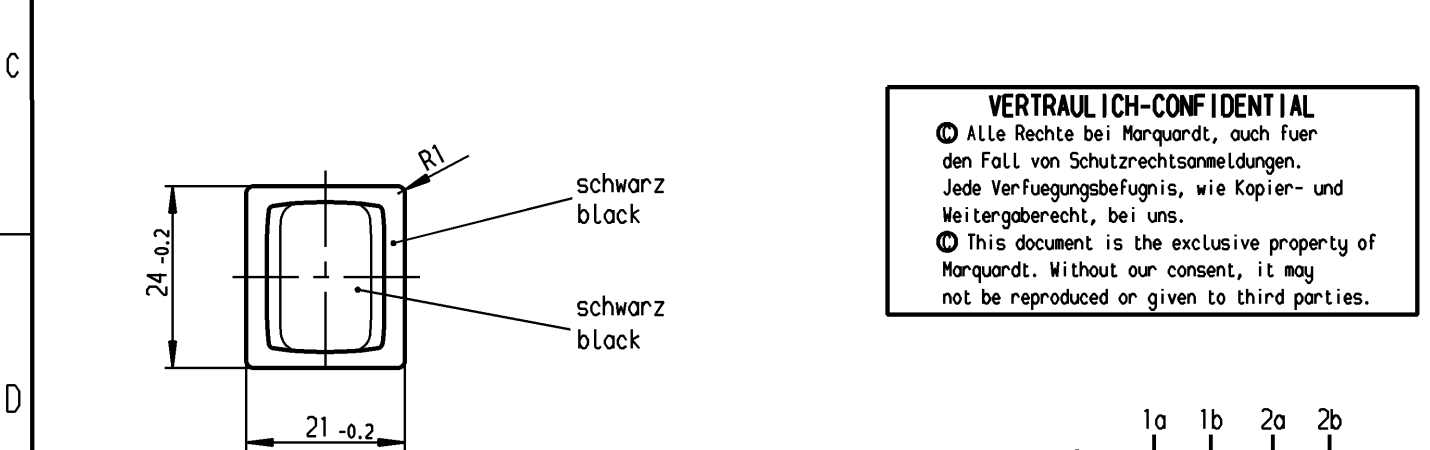 C
VERTRAULICH-CONFIDENTIAL
© Alle Rechte bei Marquardt, auch fuer
den Fall von Schutzrechtsanmeldungen.
Jede Verfuegungsbefugnis, wie Kopier- und
Weitergaberecht, bei uns.
© This document is the exclusive property of
Marquardt. Without our consent, it may
not be reproduced or given to third parties.
R1
schwarz
black
24 -0.2
schwarz
black
D
21 -0.2
1a 1b 2a 2b